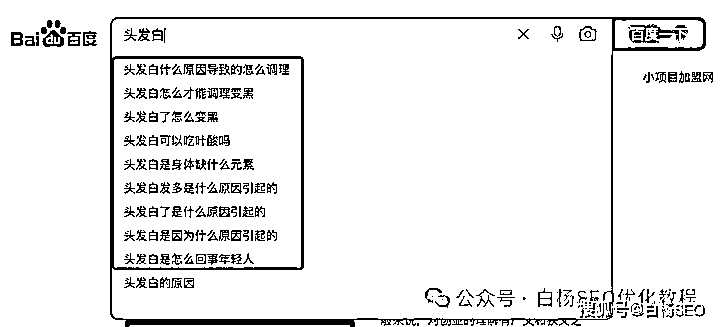 Bai du 百度
头发白
百度一下
小项目加盟网
头发白什么原因导致的怎么调理
头发白怎么才能调理变黑
头发白了怎么变黑
头发白可以吃叶酸吗
头发白是身体缺什么元素
头发白发多是什么原因引起的
头发白了是什么原因引起的
头发白是因为什么原因引起的
头发白是怎么回事年轻人
头发白的原因
公众号·白杨SEO优化教程
搜狐号@白杨SEO